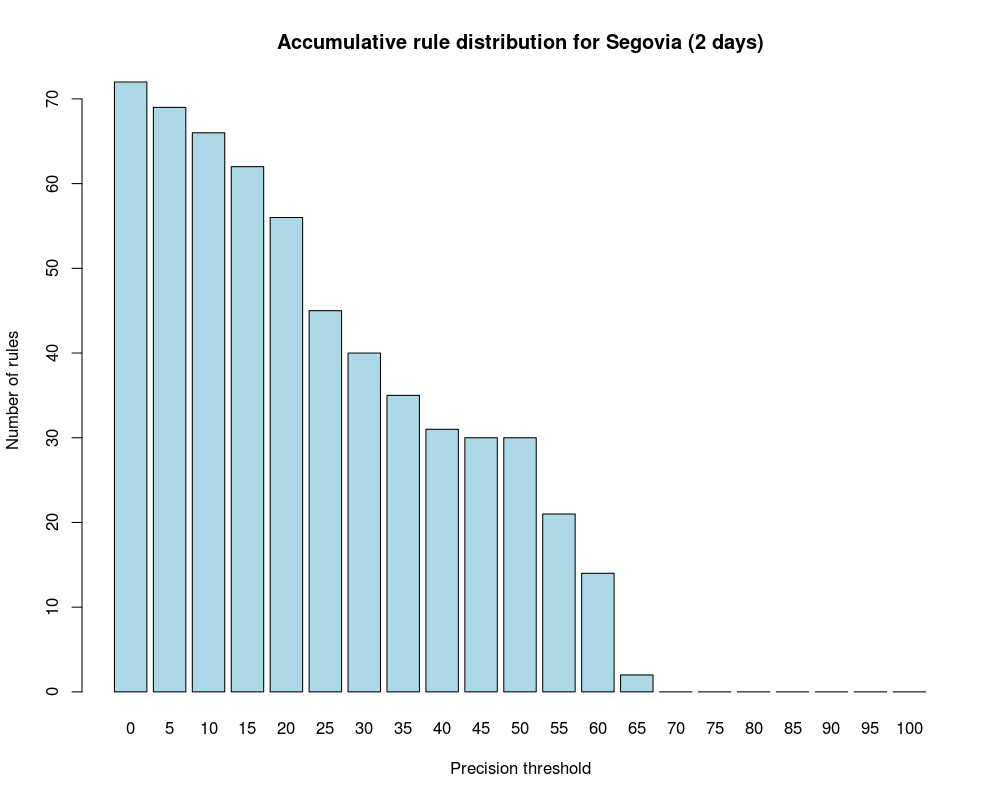 Accumulative rule distribution for Segovia (2 days)
Number of rules
70
60
50
40
30
20
10
0
0 5 10 15 20 25 30 35 40 45 50 55 60 65 70 75 80 85 90 95 100
Precision threshold